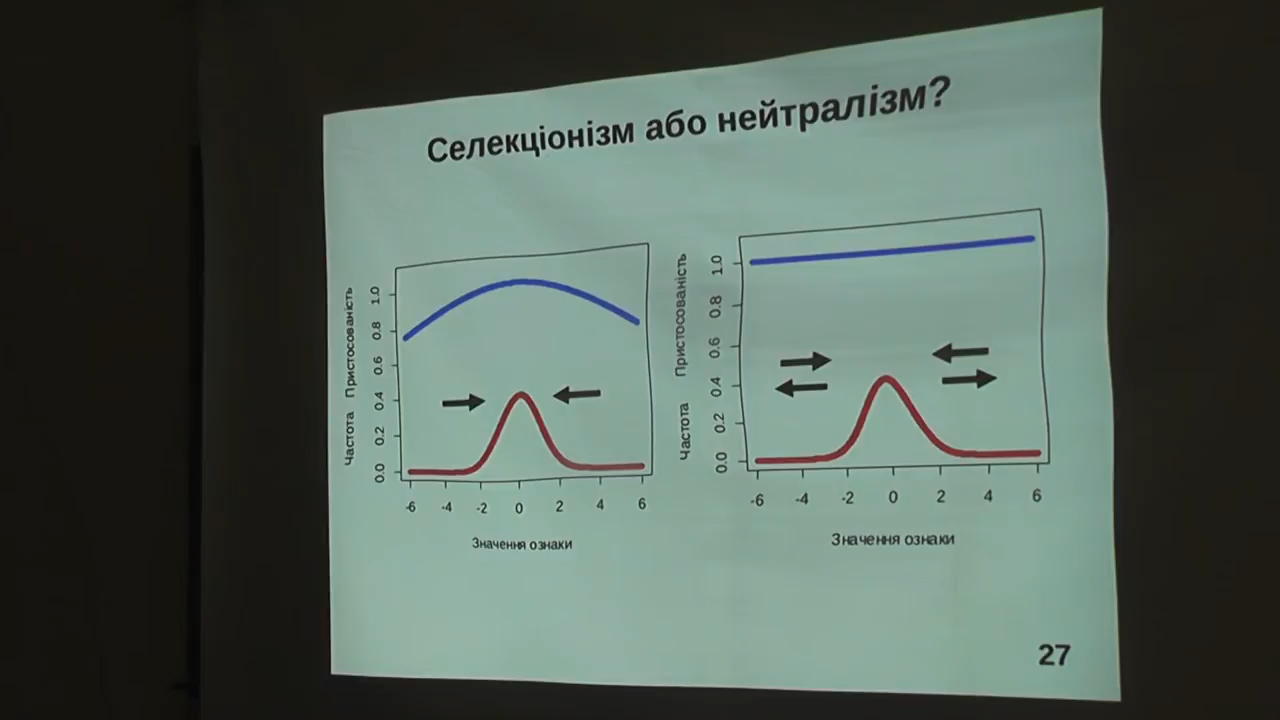 Селекціонізм або нейтралізм?
Частота Пристосованість
0.0 0.2 0.4 0.6 0.8 1.0
-6 -4 -2 0 2 4 6
Значення ознаки
Частота Пристосованість
0.0 0.2 0.4 0.6 0.8 1.0
-6 -4 -2 0 2 4 6
Значення ознаки
27